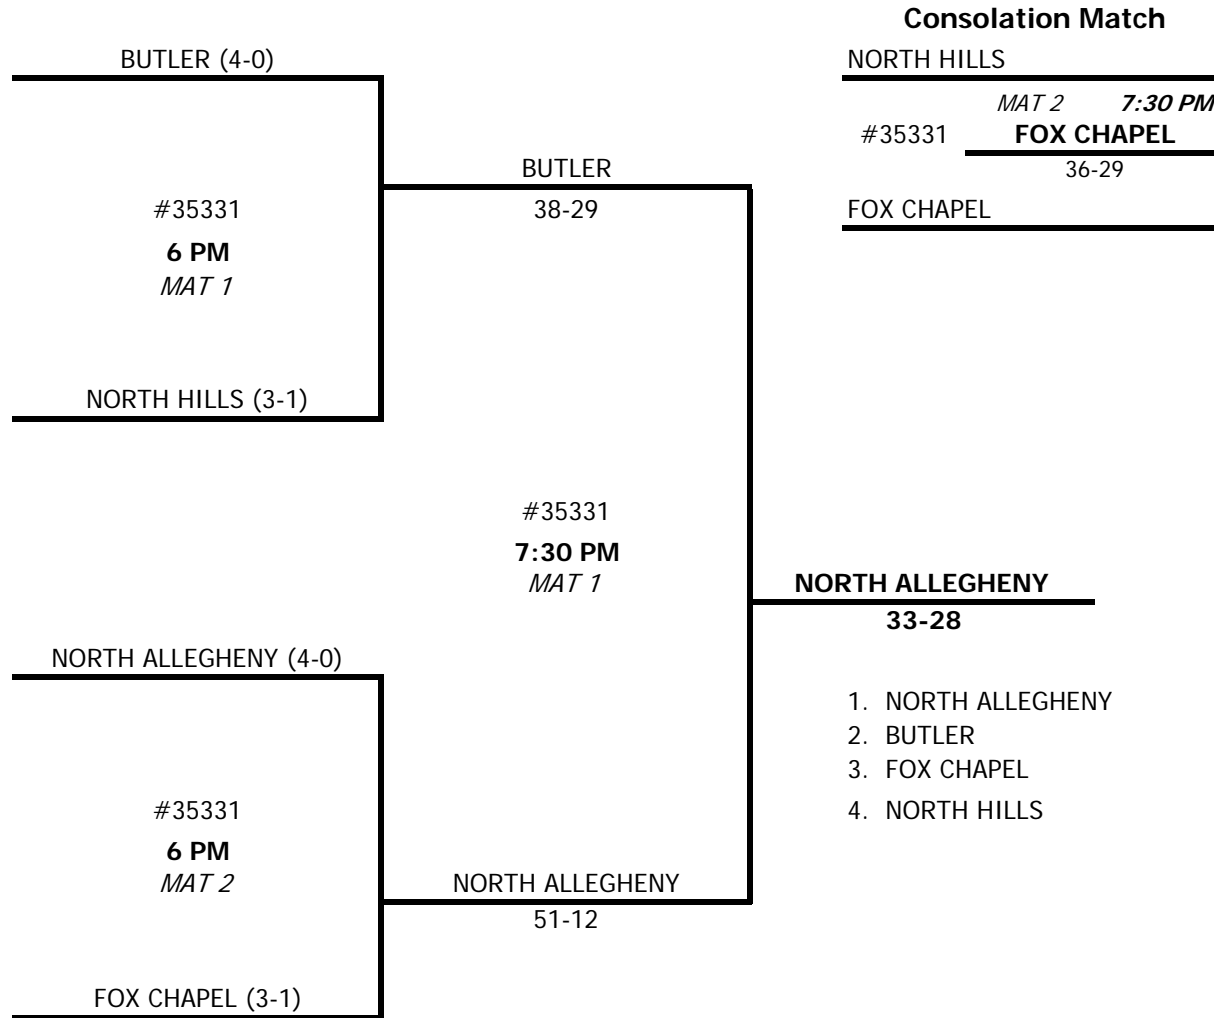 Consolation Match
BUTLER (4-0)
NORTH HILLS
MAT 2 7:30 PM
#35331 FOX CHAPEL
36-29
FOX CHAPEL
BUTLER
38-29
#35331
6 PM
MAT 1
NORTH HILLS (3-1)
#35331
7:30 PM
MAT 1
NORTH ALLEGHENY
33-28
NORTH ALLEGHENY (4-0)
1. NORTH ALLEGHENY
2. BUTLER
3. FOX CHAPEL
4. NORTH HILLS
#35331
6 PM
MAT 2
NORTH ALLEGHENY
51-12
FOX CHAPEL (3-1)